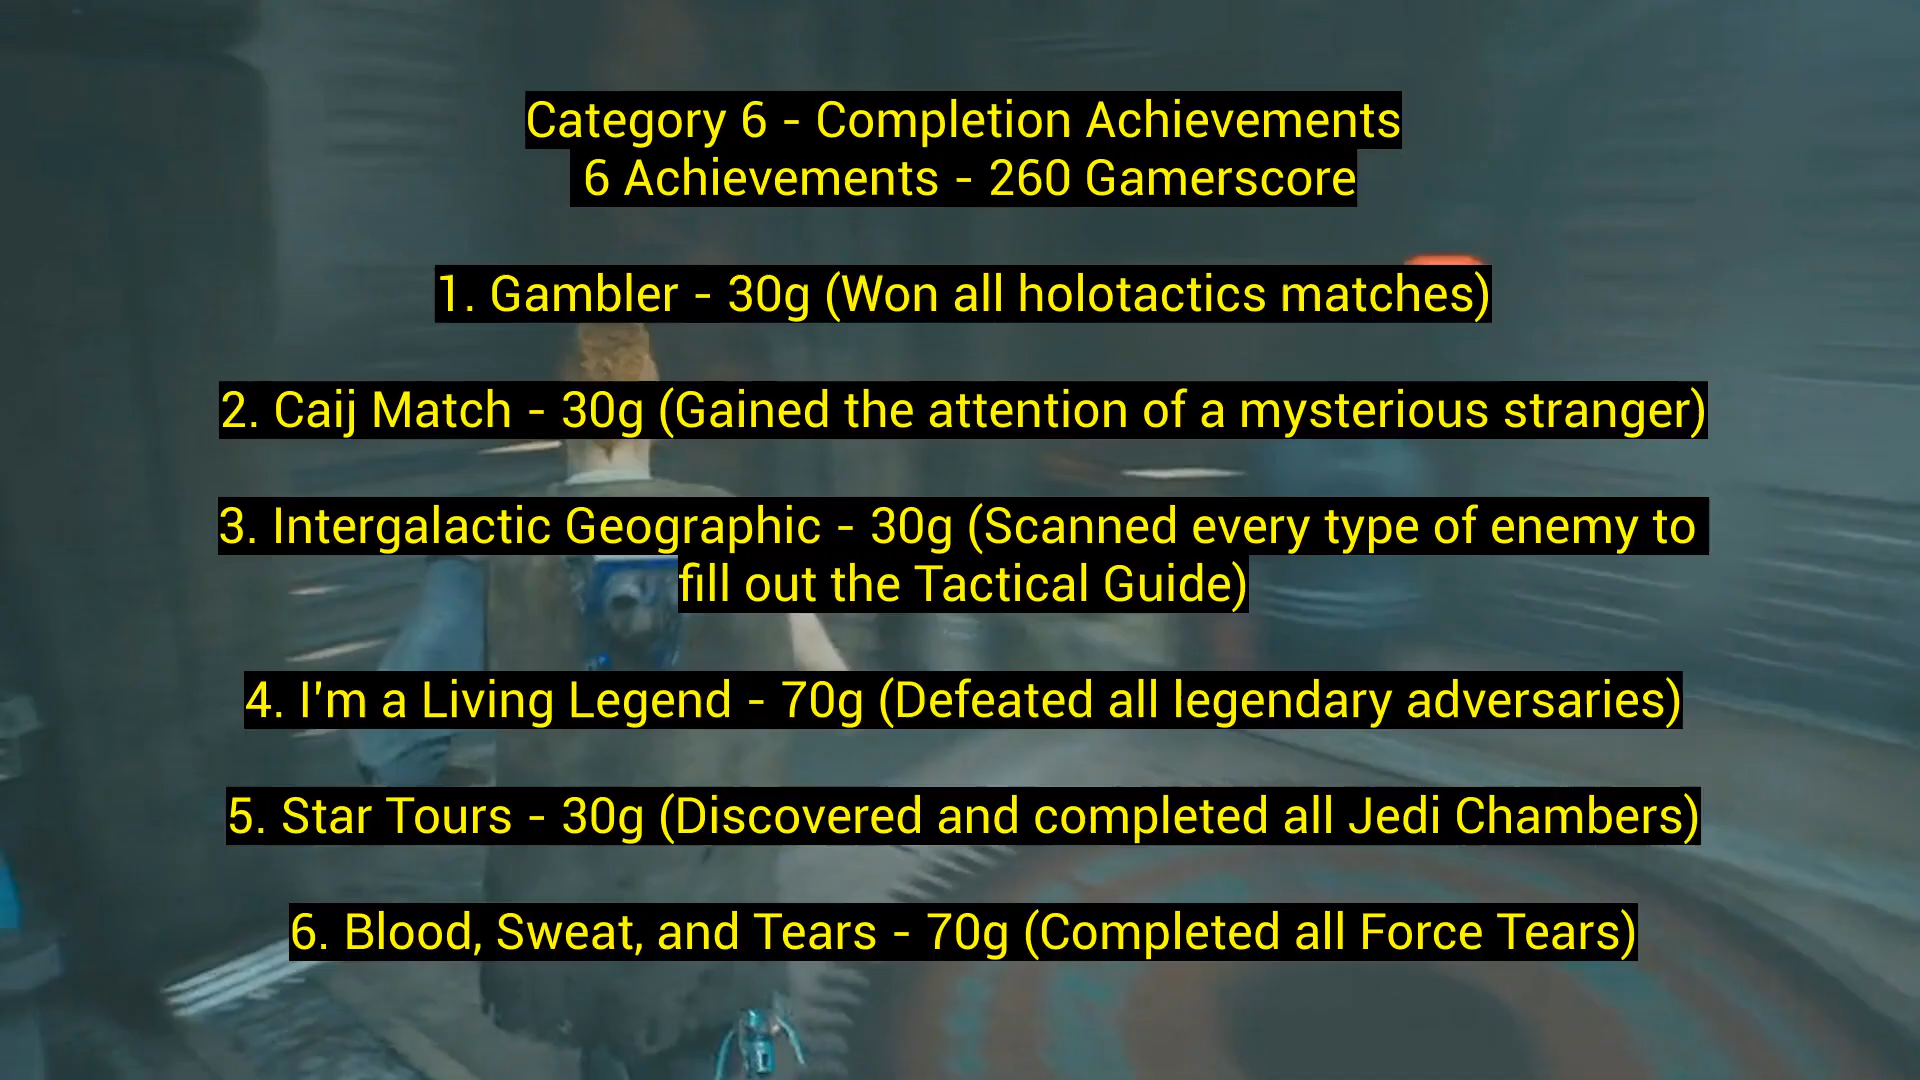 Category 6 - Completion Achievements
6 Achievements - 260 Gamerscore
1. Gambler - 30g (Won all holotactics matches)
2. Caij Match - 30g (Gained the attention of a mysterious stranger)
3. Intergalactic Geographic - 30g (Scanned every type of enemy to
fill out the Tactical Guide)
4. I'm a Living Legend - 70g (Defeated all legendary adversaries)
5. Star Tours - 30g (Discovered and completed all Jedi Chambers)
6. Blood, Sweat, and Tears - 70g (Completed all Force Tears)